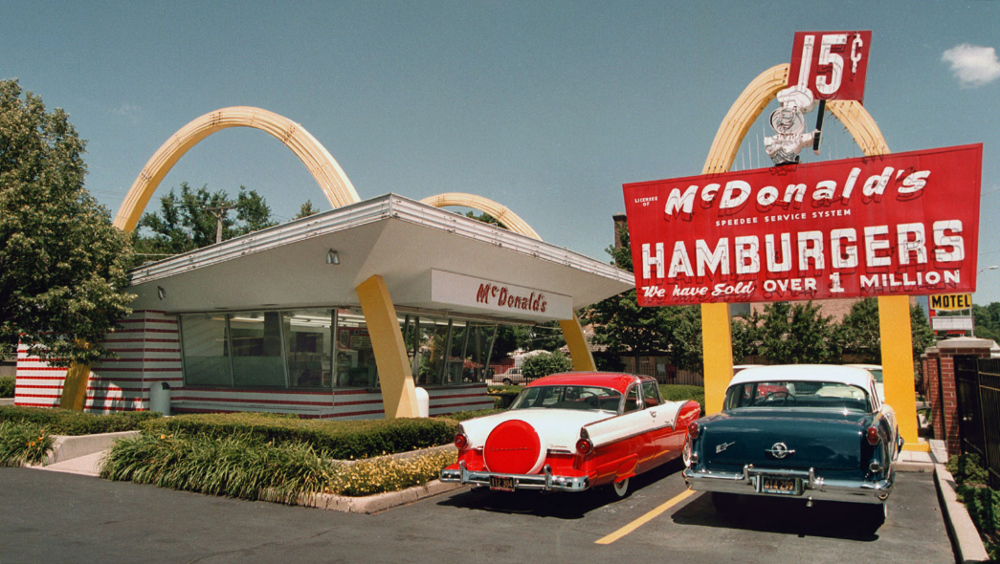 15¢
LICENSEE
OF
McDonald's
SPEEDEE SERVICE SYSTEM
HAMBURGERS
We have Sold OVER 1 MILLION
McDonald's
MOTEL